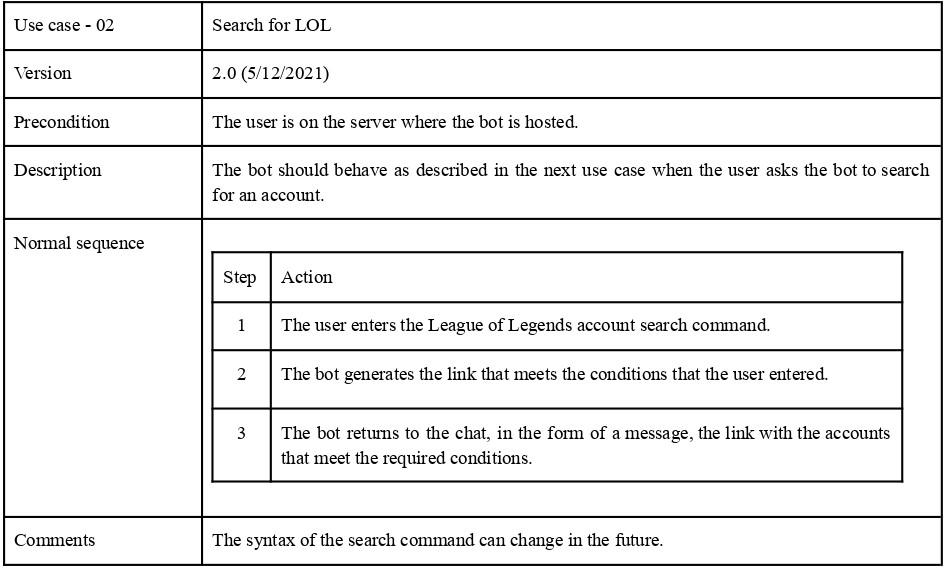 Use case - 02
Search for LOL
Version
2.0 (5/12/2021)
Precondition
The user is on the server where the bot is hosted.
Description
The bot should behave as described in the next use case when the user asks the bot to search
for an account.
Normal sequence
Step
Action
1
The user enters the League of Legends account search command.
2
The bot generates the link that meets the conditions that the user entered.
3
The bot returns to the chat, in the form of a message, the link with the accounts
that meet the required conditions.
Comments
The syntax of the search command can change in the future.